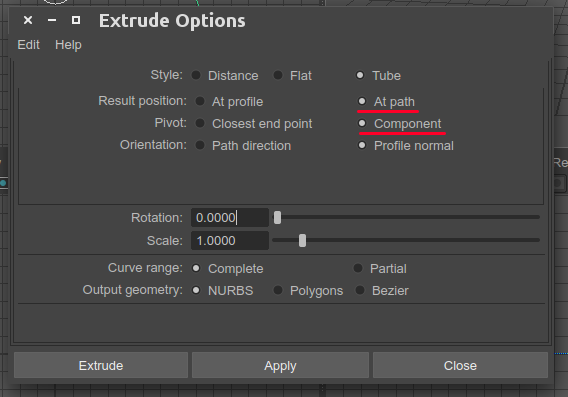 Extrude Options
Edit Help
Style: Distance Flat Tube
Result position: At profile At path
Pivot: Closest end point Component
Orientation: Path direction Profile normal
Re
Rotation: 0.0000
Scale: 1.0000
Curve range: Complete Partial
Output geometry: NURBS Polygons Bezier
Extrude Apply Close